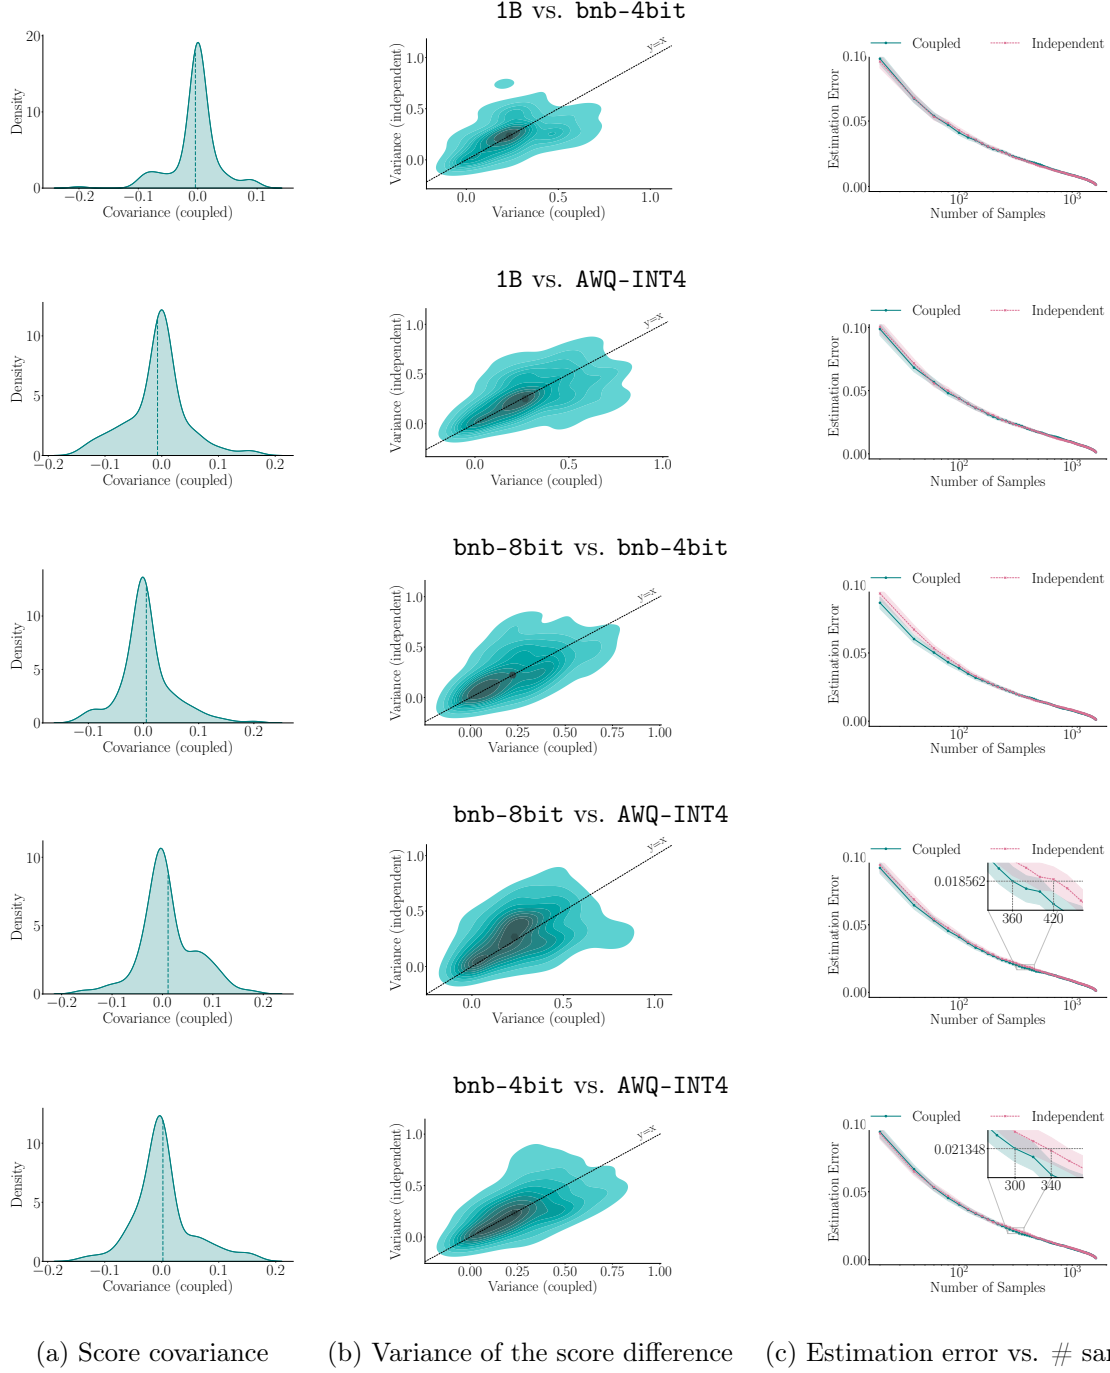 1B vs. bnb-4bit
20
10
0
Density
−0.2
−0.1
0.0
0.1
Covariance (coupled)
1.0
0.5
0.0
Variance (independent)
y=x
0.0
0.5
1.0
Variance (coupled)
Coupled
Independent
0.10
0.05
0.00
Estimation Error
10²
10³
Number of Samples
1B vs. AWQ-INT4
10
5
0
Density
−0.2
−0.1
0.0
0.1
0.2
Covariance (coupled)
1.0
0.5
0.0
Variance (independent)
y=x
0.0
0.5
1.0
Variance (coupled)
Coupled
Independent
0.10
0.05
0.00
Estimation Error
10²
10³
Number of Samples
bnb-8bit vs. bnb-4bit
10
5
0
Density
−0.1
0.0
0.1
0.2
Covariance (coupled)
1.0
0.5
0.0
Variance (independent)
y=x
0.00
0.25
0.50
0.75
1.00
Variance (coupled)
Coupled
Independent
0.10
0.05
0.00
Estimation Error
10²
10³
Number of Samples
bnb-8bit vs. AWQ-INT4
10
5
0
Density
−0.2
−0.1
0.0
0.1
0.2
Covariance (coupled)
1.0
0.5
0.0
Variance (independent)
y=x
0.0
0.5
1.0
Variance (coupled)
Coupled
Independent
0.10
0.05
0.00
Estimation Error
0.018562
360
420
10²
10³
Number of Samples
bnb-4bit vs. AWQ-INT4
10
5
0
Density
−0.2
−0.1
0.0
0.1
0.2
Covariance (coupled)
1.0
0.5
0.0
Variance (independent)
y=x
0.00
0.25
0.50
0.75
1.00
Variance (coupled)
Coupled
Independent
0.10
0.05
0.00
Estimation Error
0.021348
300
340
10²
10³
Number of Samples
(a) Score covariance
(b) Variance of the score difference
(c) Estimation error vs. #